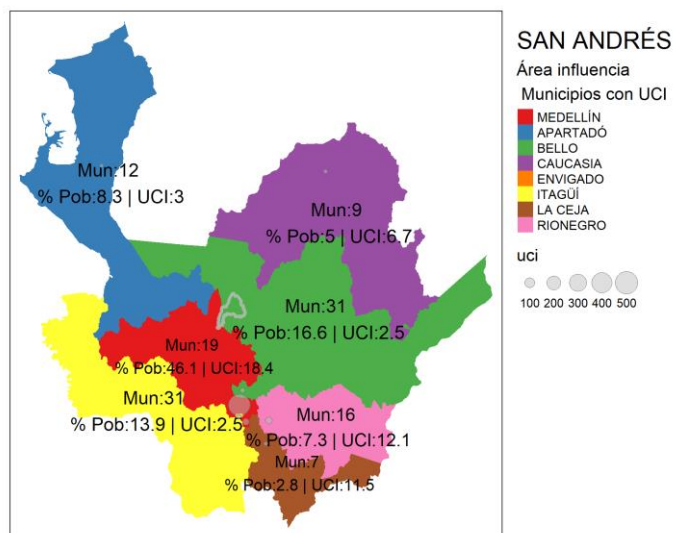 SAN ANDRÉS
Área influencia
Municipios con UCI
MEDELLÍN
APARTADÓ
BELLO
CAUCASIA
ENVIGADO
ITAGÜÍ
LA CEJA
RIONEGRO
uci
100 200 300 400 500
Mun:12
% Pob:8.3 | UCI:3
Mun:9
% Pob:5 | UCI:6.7
Mun:31
% Pob:16.6 | UCI:2.5
Mun:19
% Pob:46.1 | UCI:18.4
Mun:31
% Pob:13.9 | UCI:2.5
Mun:16
% Pob:7.3 | UCI:12.1
Mun:7
% Pob:2.8 | UCI:11.5